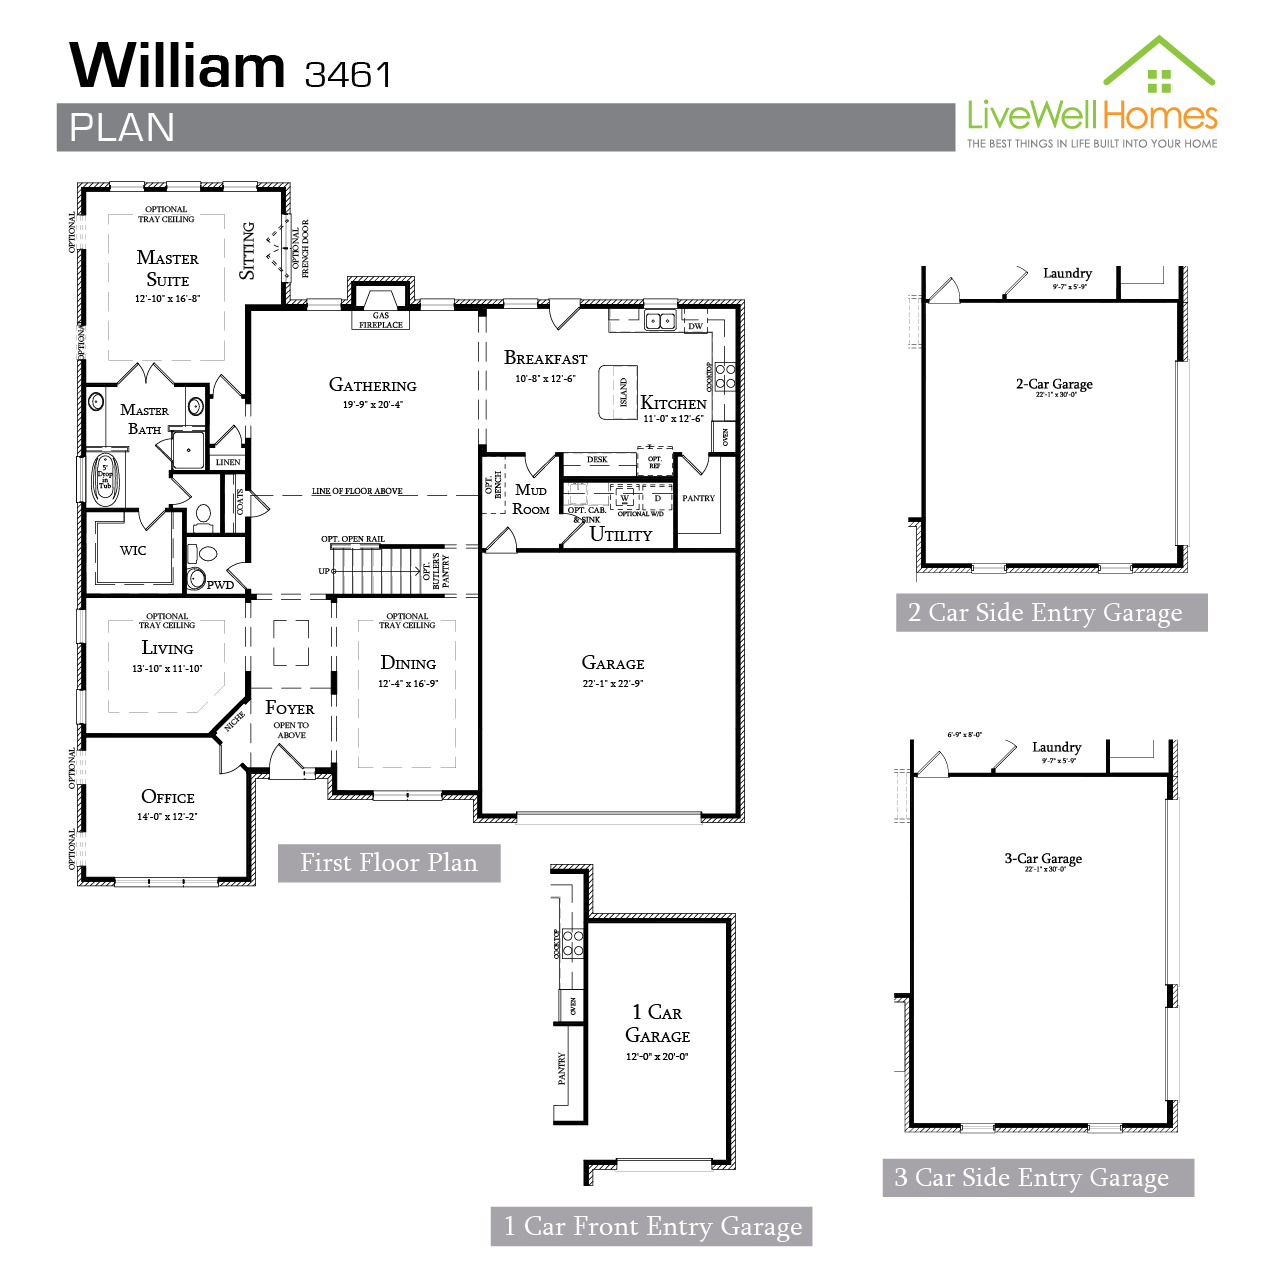 William 3461
PLAN
LiveWell Homes
THE BEST THINGS IN LIFE BUILT INTO YOUR HOME
OPTIONAL
TRAY CEILING
OPTIONAL
MASTER
SUITE
12'-10" x 16'-8"
SITTING
OPTIONAL
FRENCH DOOR
OPTIONAL
GAS
FIREPLACE
GATHERING
19'-9" x 20'-4"
BREAKFAST
10'-8" x 12'-6"
DW
COOKTOP
ISLAND
KITCHEN
11'-0" x 12'-6"
OVEN
MASTER
BATH
5'
Drop
in
Tub
LINEN
COATS
WIC
PWD
LINE OF FLOOR ABOVE
OPT. OPEN RAIL
UP
OPT.
BUTLER'S
PANTRY
DESK
OPT.
REF
OPT.
BENCH
MUD
ROOM
W
D
OPTIONAL W/D
OPT. CAB.
& SINK
UTILITY
PANTRY
OPTIONAL
TRAY CEILING
LIVING
13'-10" x 11'-10"
NICHE
FOYER
OPEN TO
ABOVE
OPTIONAL
TRAY CEILING
DINING
12'-4" x 16'-9"
GARAGE
22'-1" x 22'-9"
OPTIONAL
OFFICE
14'-0" x 12'-2"
OPTIONAL
First Floor Plan
Laundry
9'-7" x 5'-9"
2-Car Garage
22'-1" x 30'-0"
2 Car Side Entry Garage
6'-9" x 8'-0"
Laundry
9'-7" x 5'-9"
3-Car Garage
22'-1" x 30'-0"
3 Car Side Entry Garage
COOKTOP
OVEN
PANTRY
1 CAR
GARAGE
12'-0" x 20'-0"
1 Car Front Entry Garage